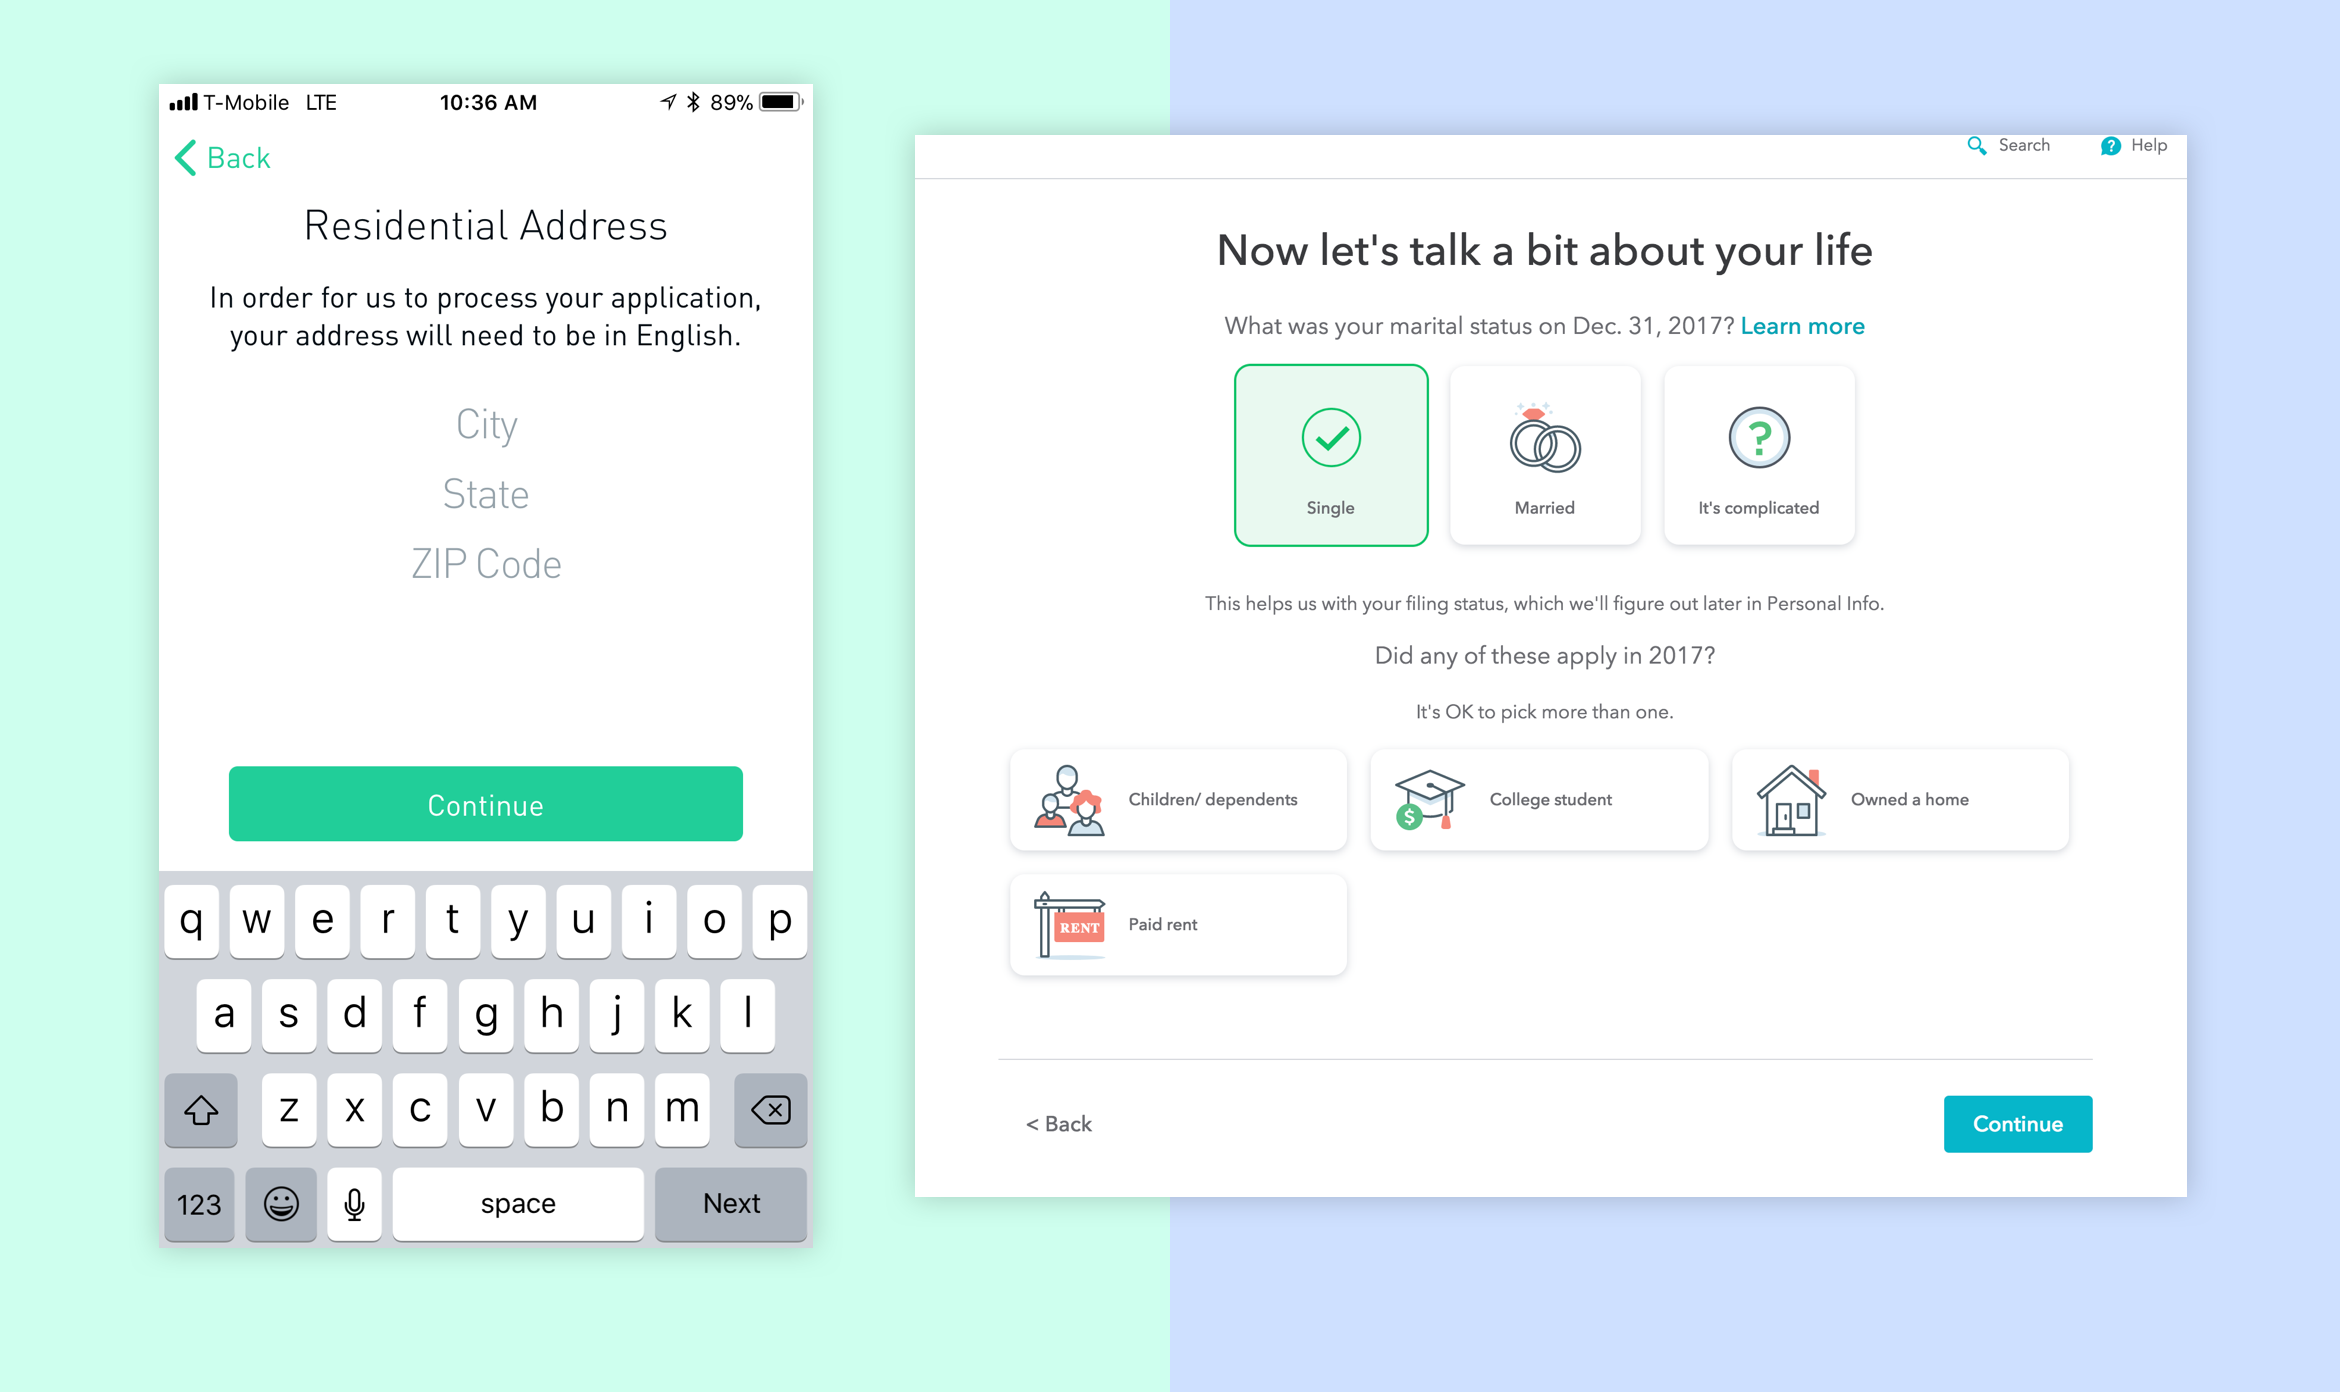 T-Mobile LTE 10:36 AM 89%
Back
Residential Address
In order for us to process your application,
your address will need to be in English.
City
State
ZIP Code
Continue
q w e r t y u i o p
a s d f g h j k l
z x c v b n m
123 space Next
Search ? Help
Now let's talk a bit about your life
What was your marital status on Dec. 31, 2017? Learn more
?
Single Married It's complicated
This helps us with your filing status, which we'll figure out later in Personal Info.
Did any of these apply in 2017?
It's OK to pick more than one.
Children/ dependents $ College student Owned a home
RENT Paid rent
< Back Continue